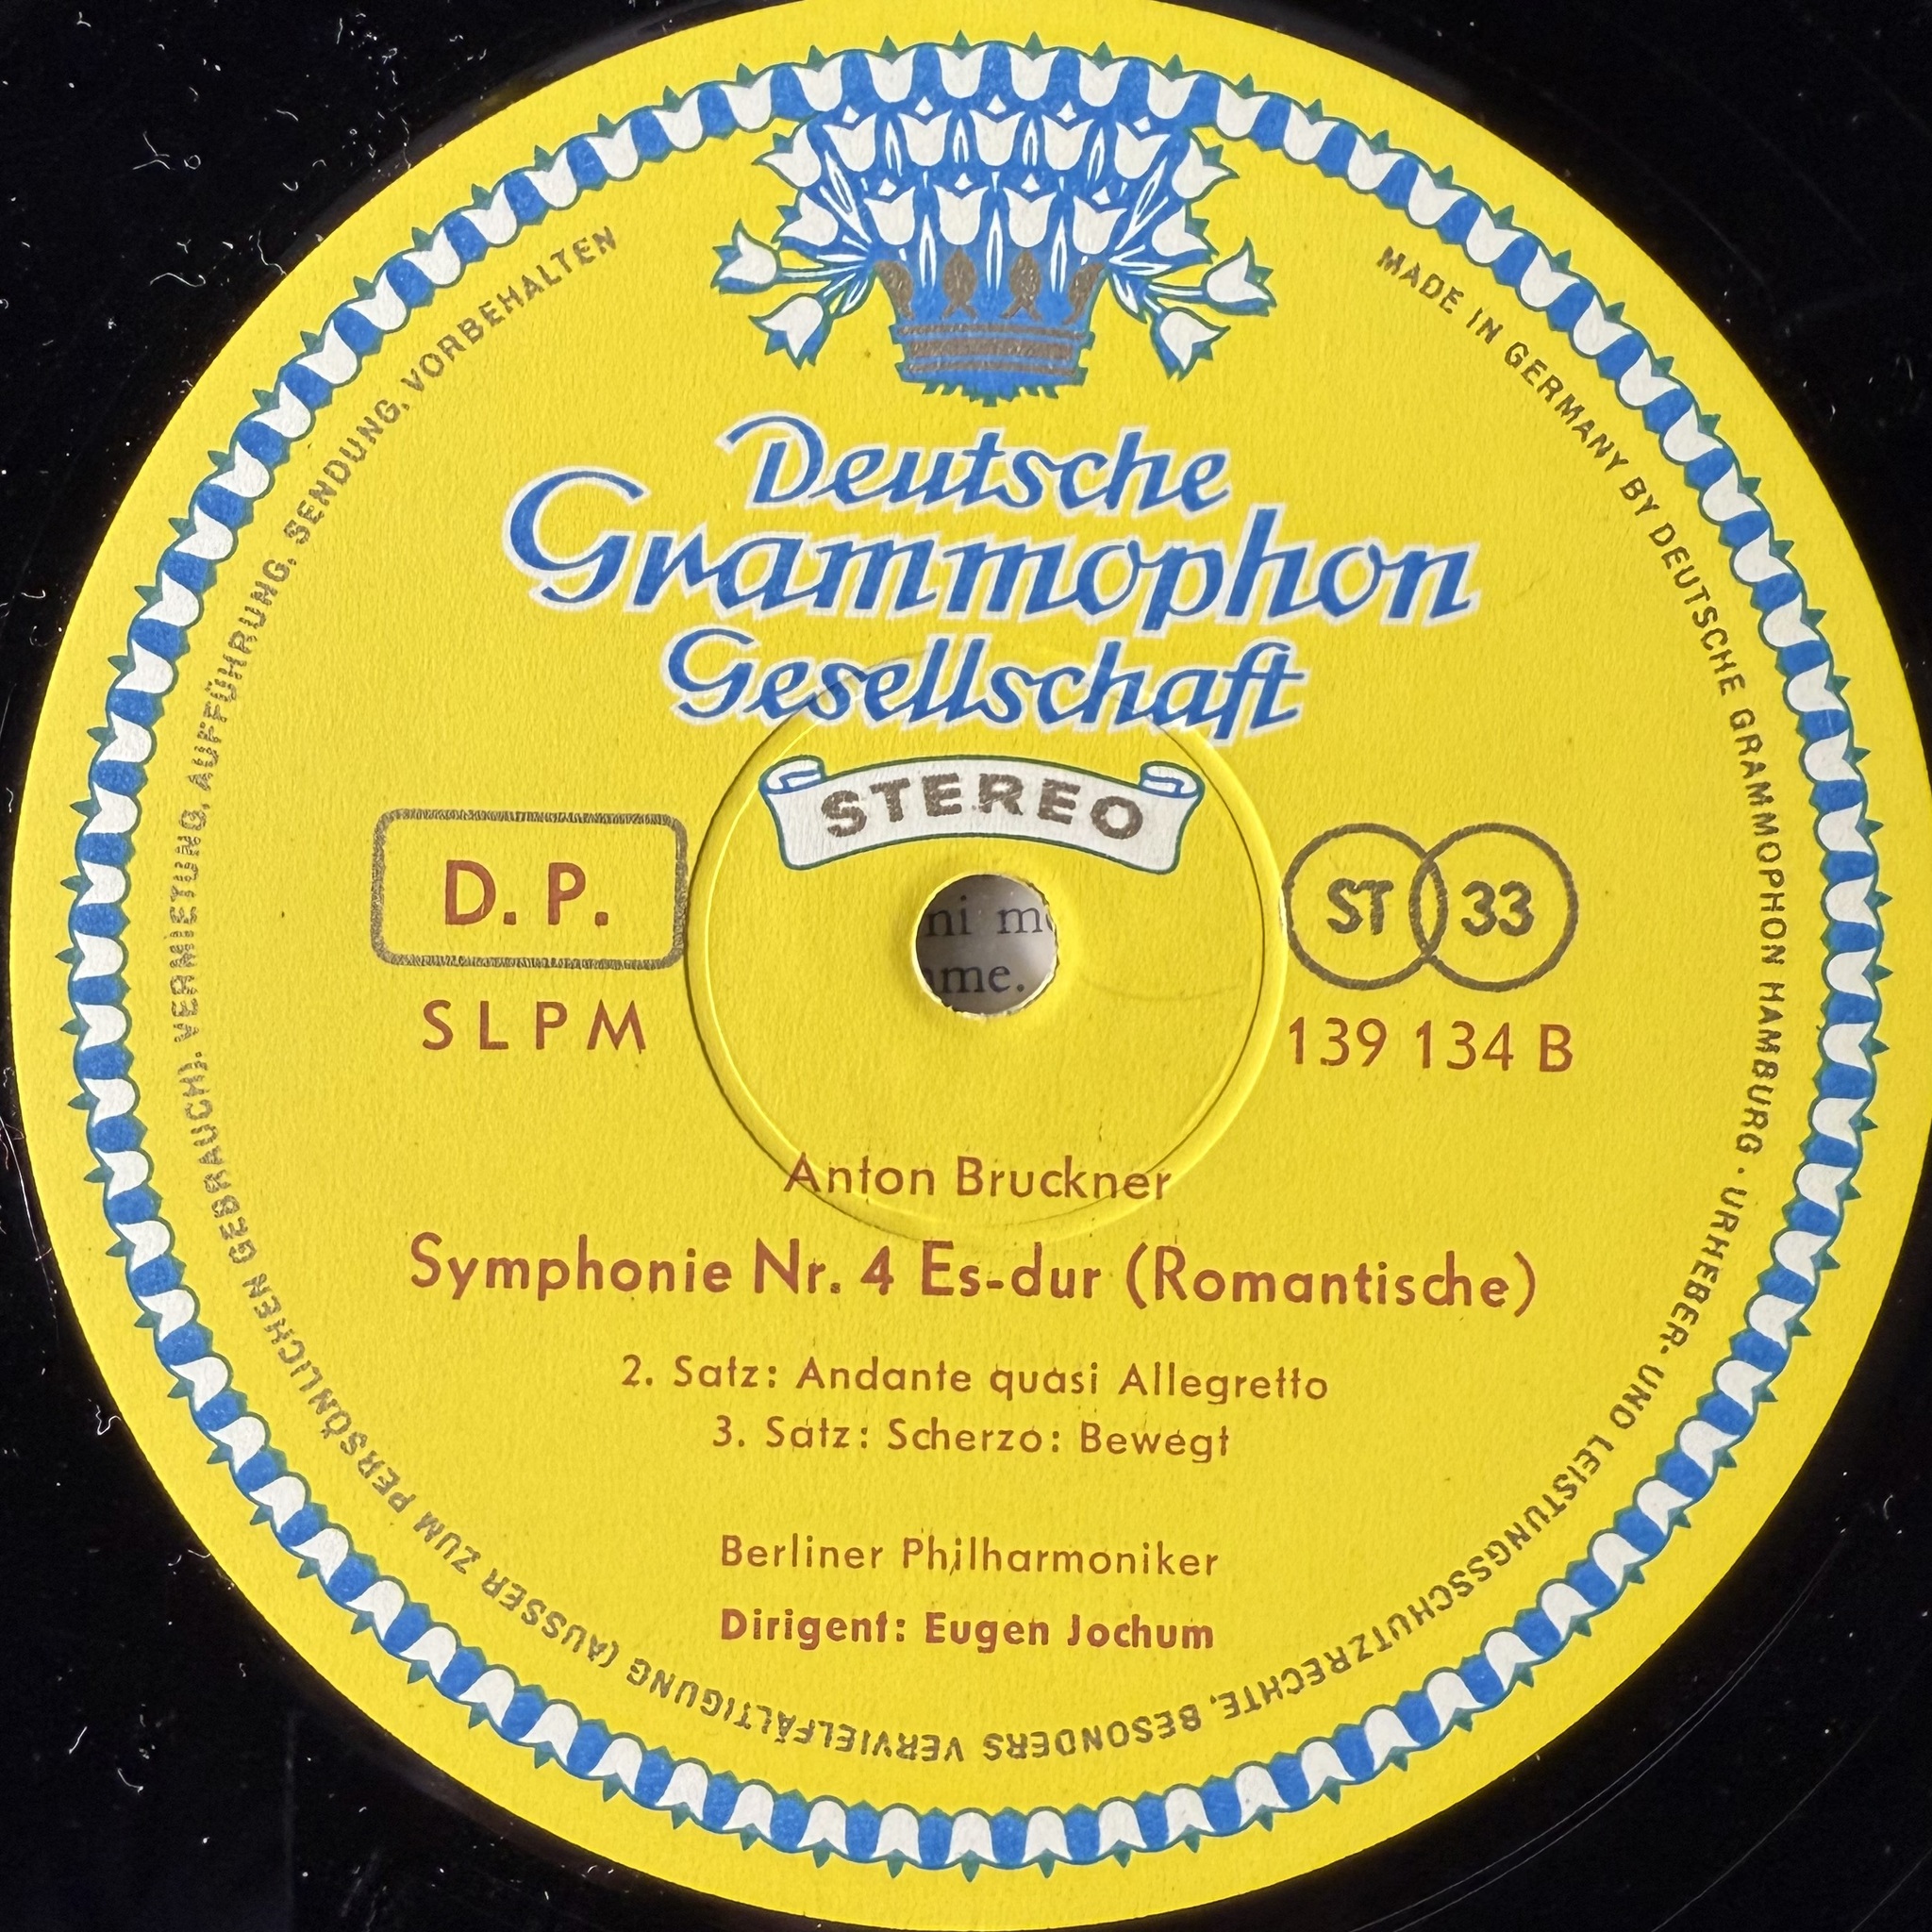 Deutsche
Grammophon
Gesellschaft
STEREO
D. P.
SLPM
ST 33
139 134 B
ni m
me.
Anton Bruckner
Symphonie Nr. 4 Es-dur (Romantische)
2. Satz: Andante quasi Allegretto
3. Satz: Scherzo: Bewegt
Berliner Philharmoniker
Dirigent: Eugen Jochum
MADE IN GERMANY BY DEUTSCHE GRAMMOPHON HAMBURG · URHEBER- UND LEISTUNGSSCHUTZRECHTE, BESONDERS VERVIELFÄLTIGUNG (AUSSER ZUM PERSÖNLICHEN GEBRAUCH), VERMIETUNG, AUFFÜHRUNG, SENDUNG, VORBEHALTEN